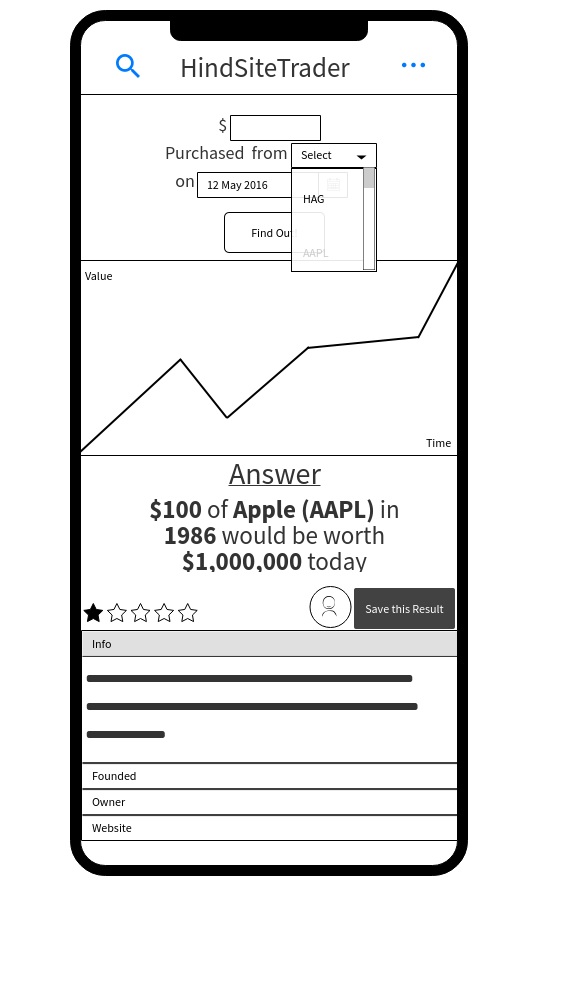 HindSiteTrader
$
Purchased from Select
on 12 May 2016
HAG
Find Out
AAPL
Value
Time
Answer
$100 of Apple (AAPL) in
1986 would be worth
$1,000,000 today
Save this Result
Info
Founded
Owner
Website